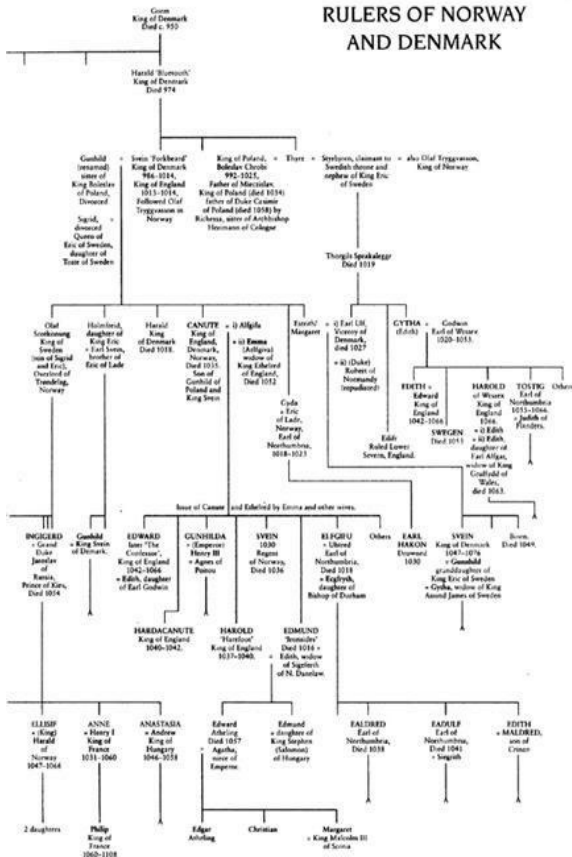 RULERS OF NORWAY
AND DENMARK
Gorm
King of Denmark
Died c. 950
Harald 'Blumouth'
King of Denmark
Died 974
Gunhild
(renamed)
sister of
King Boleslav
of Poland,
Divorced
Sigrid, =
divorced
Queen of
Eric of Sweden,
daughter of
Toste of Sweden
= Svein 'Forkbeard'
King of Denmark
986-1014,
King of England
1013-1014,
Followed Olaf
Tryggvason in
Norway
King of Poland,
Boleslav Chrobi
992-1025,
Father of Mieczislav,
King of Poland (died 1034)
father of Duke Casimir
of Poland (died 1058) by
Richessa, sister of Archbishop
Hermann of Cologne
= Thyre =
Styrbjorn, claimant to
Swedish throne and
nephew of King Eric
of Sweden
= also Olaf Tryggvason,
King of Norway
Thorgils Sprakaleggr
Died 1019
Olaf
Skotkonung
King of
Sweden
(son of Sigrid
and Eric),
Overlord of
Trondelag,
Norway
Holmfrid,
daughter of
King Eric
= Earl Svein,
brother of
Eric of Lade
Harald
King of
Denmark
Died 1018.
CANUTE
King of
England,
Denmark,
Norway,
Died 1035.
Son of
Gunhild of
Poland and
King Svein
= i) Alfgifu
= ii) Emma
(Aelfgiva)
widow of
King Ethelred
of England,
Died 1052
Estrith/
Margaret
= i) Earl Ulf,
Viceroy of
Denmark,
died 1027
= ii) (Duke)
Robert of
Normandy
(repudiated)
GYTHA =
(Edith)
Godwin
Earl of Wessex
1020-1053.
Gyda
= Eric
of Lade,
Norway,
Earl of
Northumbria,
1018-1023
Eilifr
Ruled Lower
Severn, England.
EDITH =
Edward
King of
England
1042-1066
SWEGEN
Died 1053
HAROLD
of Wessex
King of
England
1066.
= i) Edith
= ii) Edith,
daughter of
Earl Alfgar,
widow of King
Gruffydd of
Wales,
died 1063.
TOSTIG
Earl of
Northumbria
1055-1066.
= Judith of
Flanders.
Others
Issue of Canute and Ethelred by Emma and other wives.
INGIGERD
= Grand
Duke
Jaroslav
of
Russia,
Prince of Kiev,
Died 1054
Gunhild
= King Svein
of Denmark.
EDWARD
later 'The
Confessor',
King of England
1042-1066
= Edith, daughter
of Earl Godwin
GUNHILDA
= (Emperor)
Henry III
= Agnes of
Poitou
SVEIN
1030
Regent
of Norway,
Died 1036
ELFGIFU
= Uhtred
Earl of
Northumbria,
Died 1018
= Ecgfryth,
daughter of
Bishop of Durham
Others
EARL
HAKON
Drowned
1030
SVEIN
King of Denmark
1047-1076
= Gunnhild
granddaughter of
King Eric of Sweden
= Gytha, widow of King
Anund James of Sweden
Beorn.
Died 1049.
HARDACANUTE
King of England
1040-1042.
HAROLD
'Harefoot'
King of England
1037-1040.
EDMUND
'Ironsides'
Died 1016 =
Edith, widow
of Sigeferth
of N. Danelaw.
ELLISIF
= (King)
Harald
of
Norway
1047-1066
ANNE
= Henry I
King of
France
1031-1060
ANASTASIA
= Andrew
King of
Hungary
1046-1058
Edward
Atheling
Died 1057
= Agatha,
niece of
Emperor.
Edmund
= daughter of
King Stephen
(Salomon)
of Hungary
EALDRED
Earl of
Northumbria,
Died 1038
EADULF
Earl of
Northumbria,
Died 1041
= Siegrith
EDITH
= MALDRED,
son of
Crinan
2 daughters
Philip
King of
France
1060-1108
Edgar
Atheling
Christian
Margaret
= King Malcolm III
of Scotia